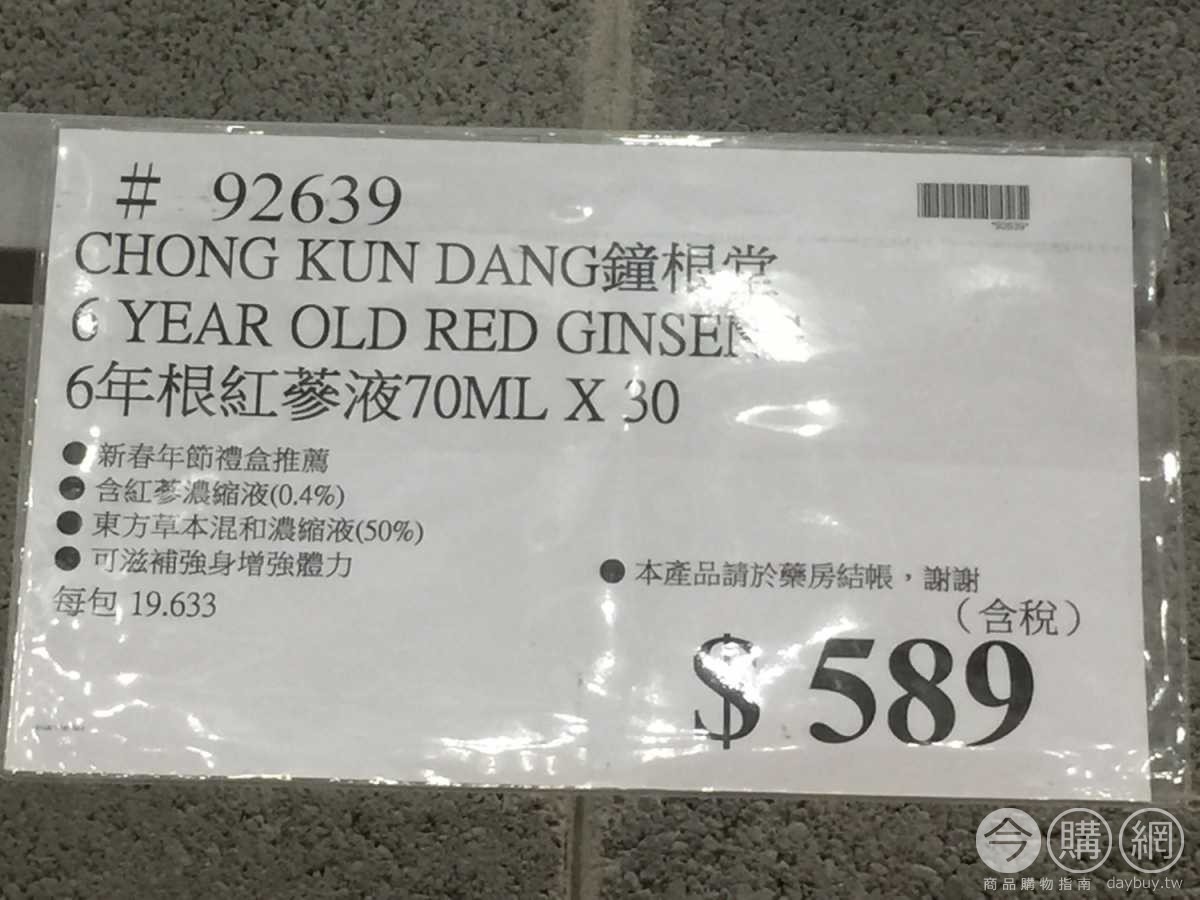 # 92639
CHONG KUN DANG鐘根堂
6 YEAR OLD RED GINSENG
6年根紅蔘液70ML X 30
● 新春年節禮盒推薦
● 含紅蔘濃縮液(0.4%)
● 東方草本混和濃縮液(50%)
● 可滋補強身增強體力
每包 19.633
● 本產品請於藥房結帳，謝謝
（含稅）
$ 589
今購網
商品購物指南 daybuy.tw